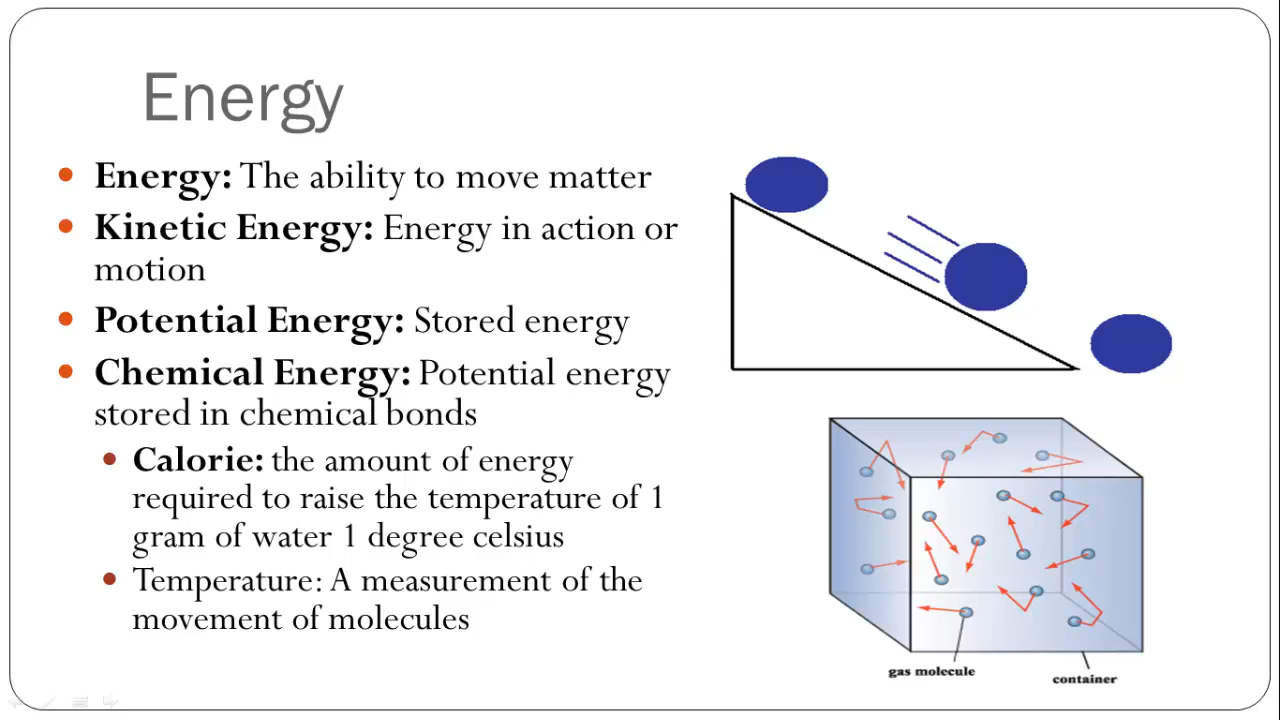 Energy
Energy: The ability to move matter
Kinetic Energy: Energy in action or
motion
Potential Energy: Stored energy
Chemical Energy: Potential energy
stored in chemical bonds
Calorie: the amount of energy
required to raise the temperature of 1
gram of water 1 degree celsius
Temperature: A measurement of the
movement of molecules
gas molecule
container